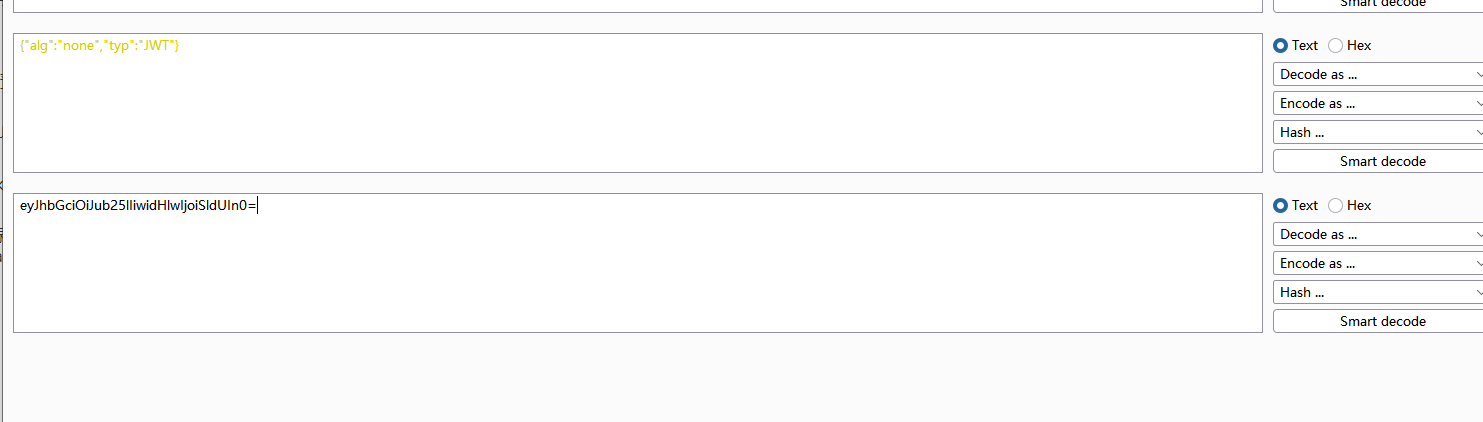 Smart decode
{"alg":"none","typ":"JWT"}
Text
Hex
Decode as ...
Encode as ...
Hash ...
Smart decode
eyJhbGciOiJub25lIiwidHlwIjoiSldUIn0=
Text
Hex
Decode as ...
Encode as ...
Hash ...
Smart decode